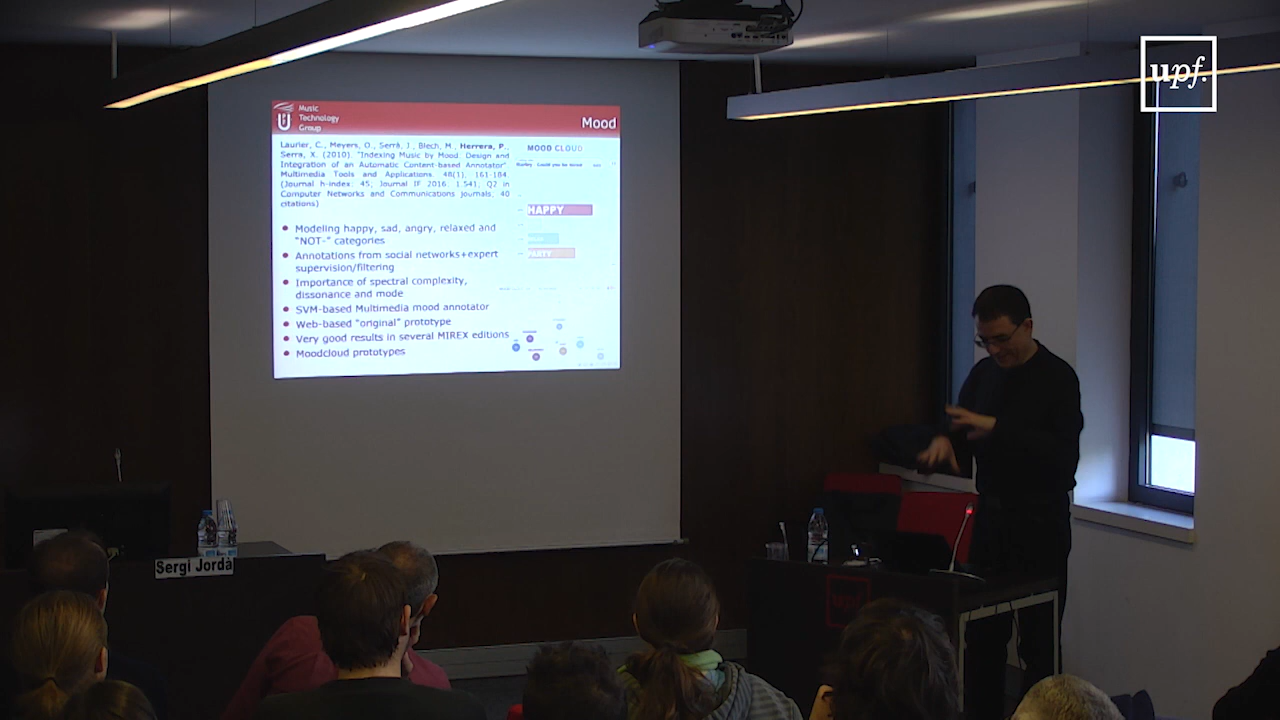 upf.
Music
Technology
Group
Mood
Laurier, C., Meyers, O., Serrà, J., Blech, M., Herrera, P.,
Serra, X. (2010). "Indexing Music by Mood: Design and
Integration of an Automatic Content-based Annotator"
Multimedia Tools and Applications. 48(1), 161-184.
(Journal h-index: 45; Journal IF 2016: 1.541; Q2 in
Computer Networks and Communications Journals; 40
citations)
MOOD CLOUD
HAPPY
PARTY
Modeling happy, sad, angry, relaxed and
"NOT-" categories
Annotations from social networks+expert
supervision/filtering
Importance of spectral complexity,
dissonance and mode
SVM-based Multimedia mood annotator
Web-based "original" prototype
Very good results in several MIREX editions
Moodcloud prototypes
Sergi Jordà
upf.